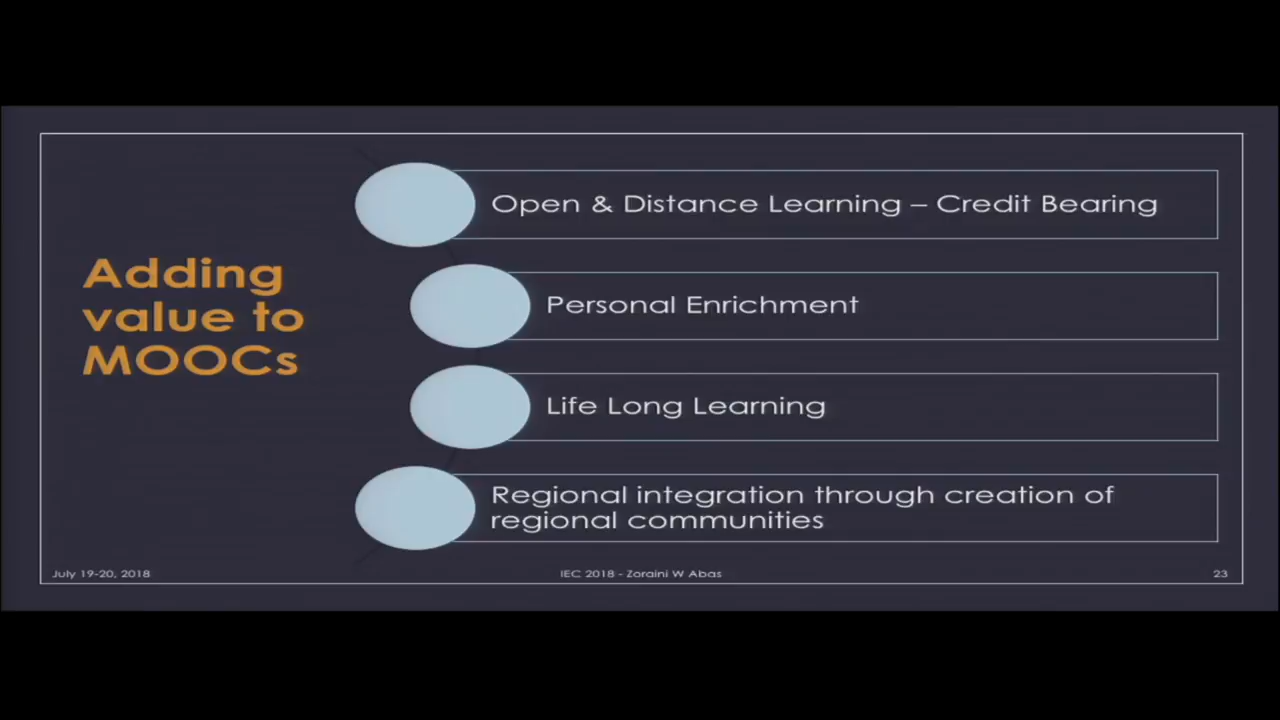 Adding
value to
MOOCs
Open & Distance Learning – Credit Bearing
Personal Enrichment
Life Long Learning
Regional integration through creation of
regional communities
July 19-20, 2018
IEC 2018 - Zoraini W Abas
23